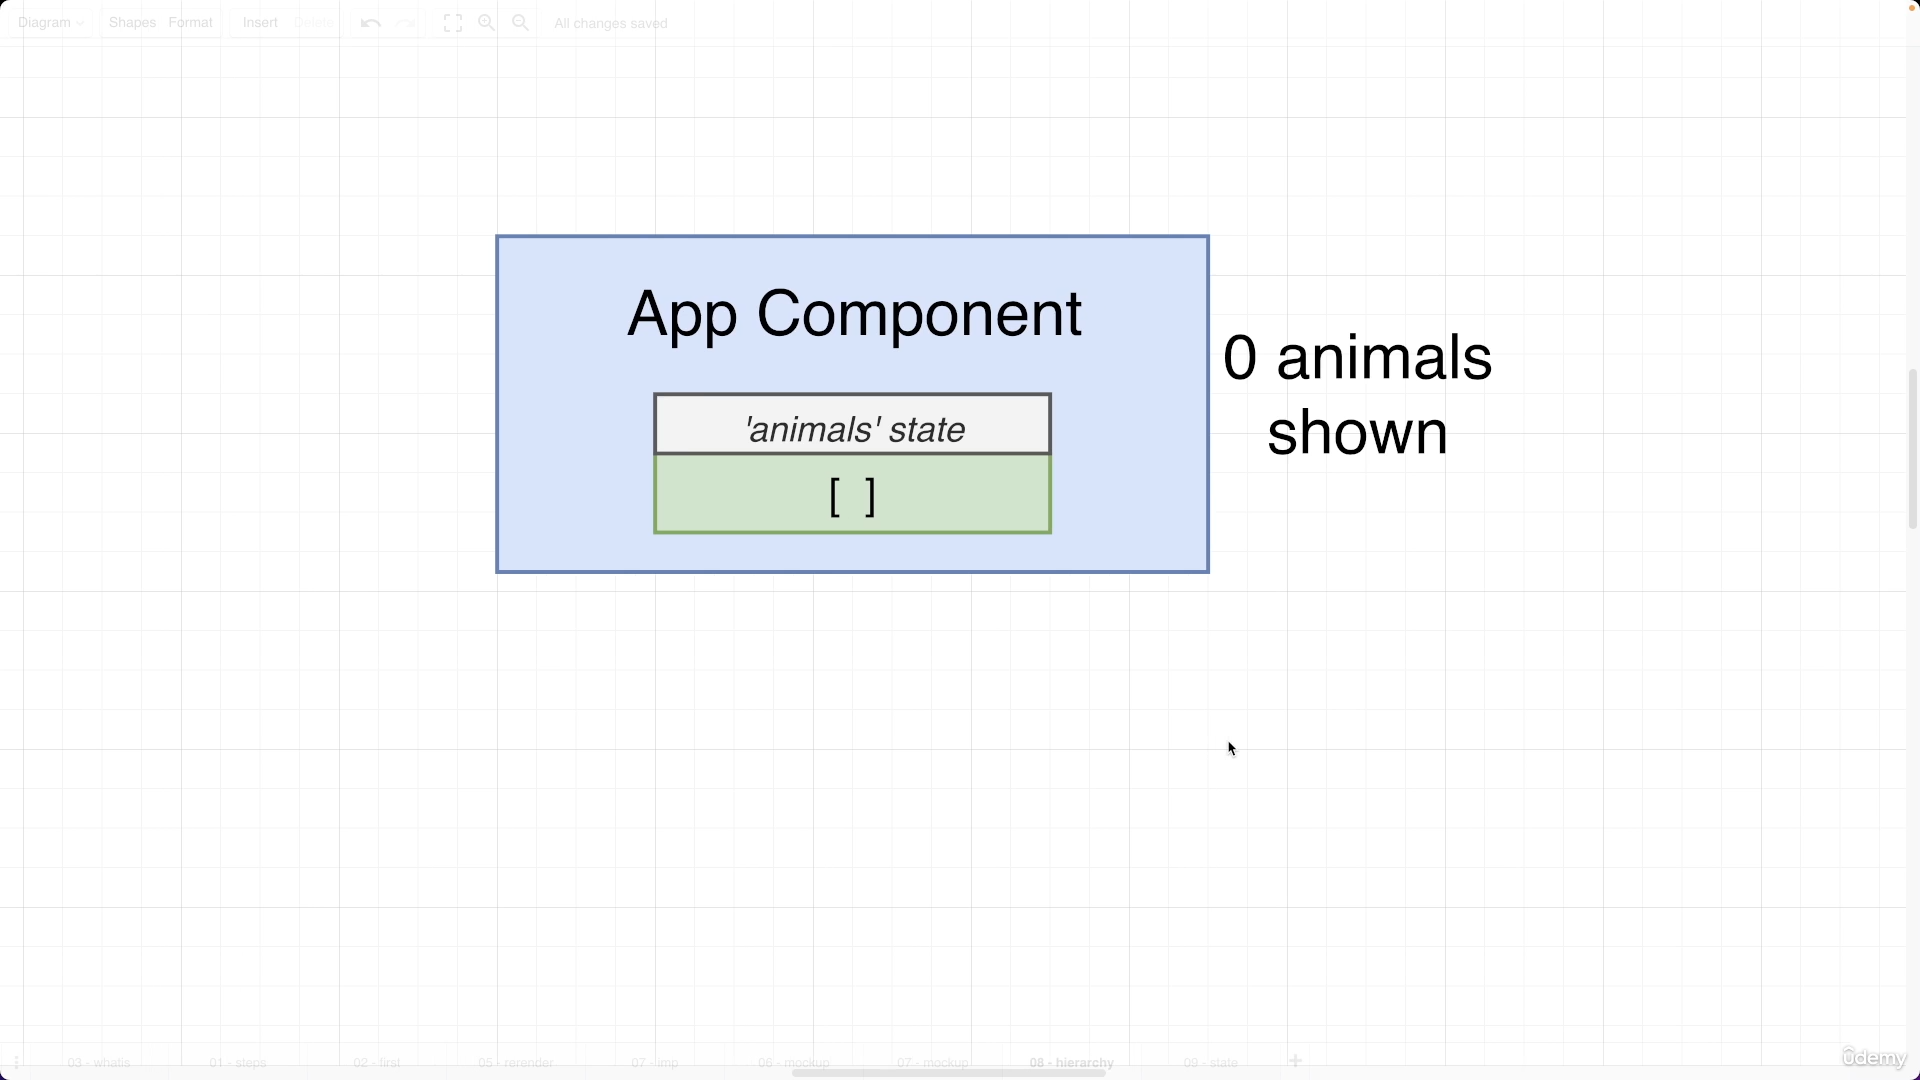 Diagram Shapes Format Insert Delete All changes saved
App Component
0 animals
shown
'animals' state
[ ]
03 - whatis 01 - steps 02 - first 05 - rerender 07 - imp 06 - mockup 07 - mockup 08 - hierarchy 09 - state
ûdemy